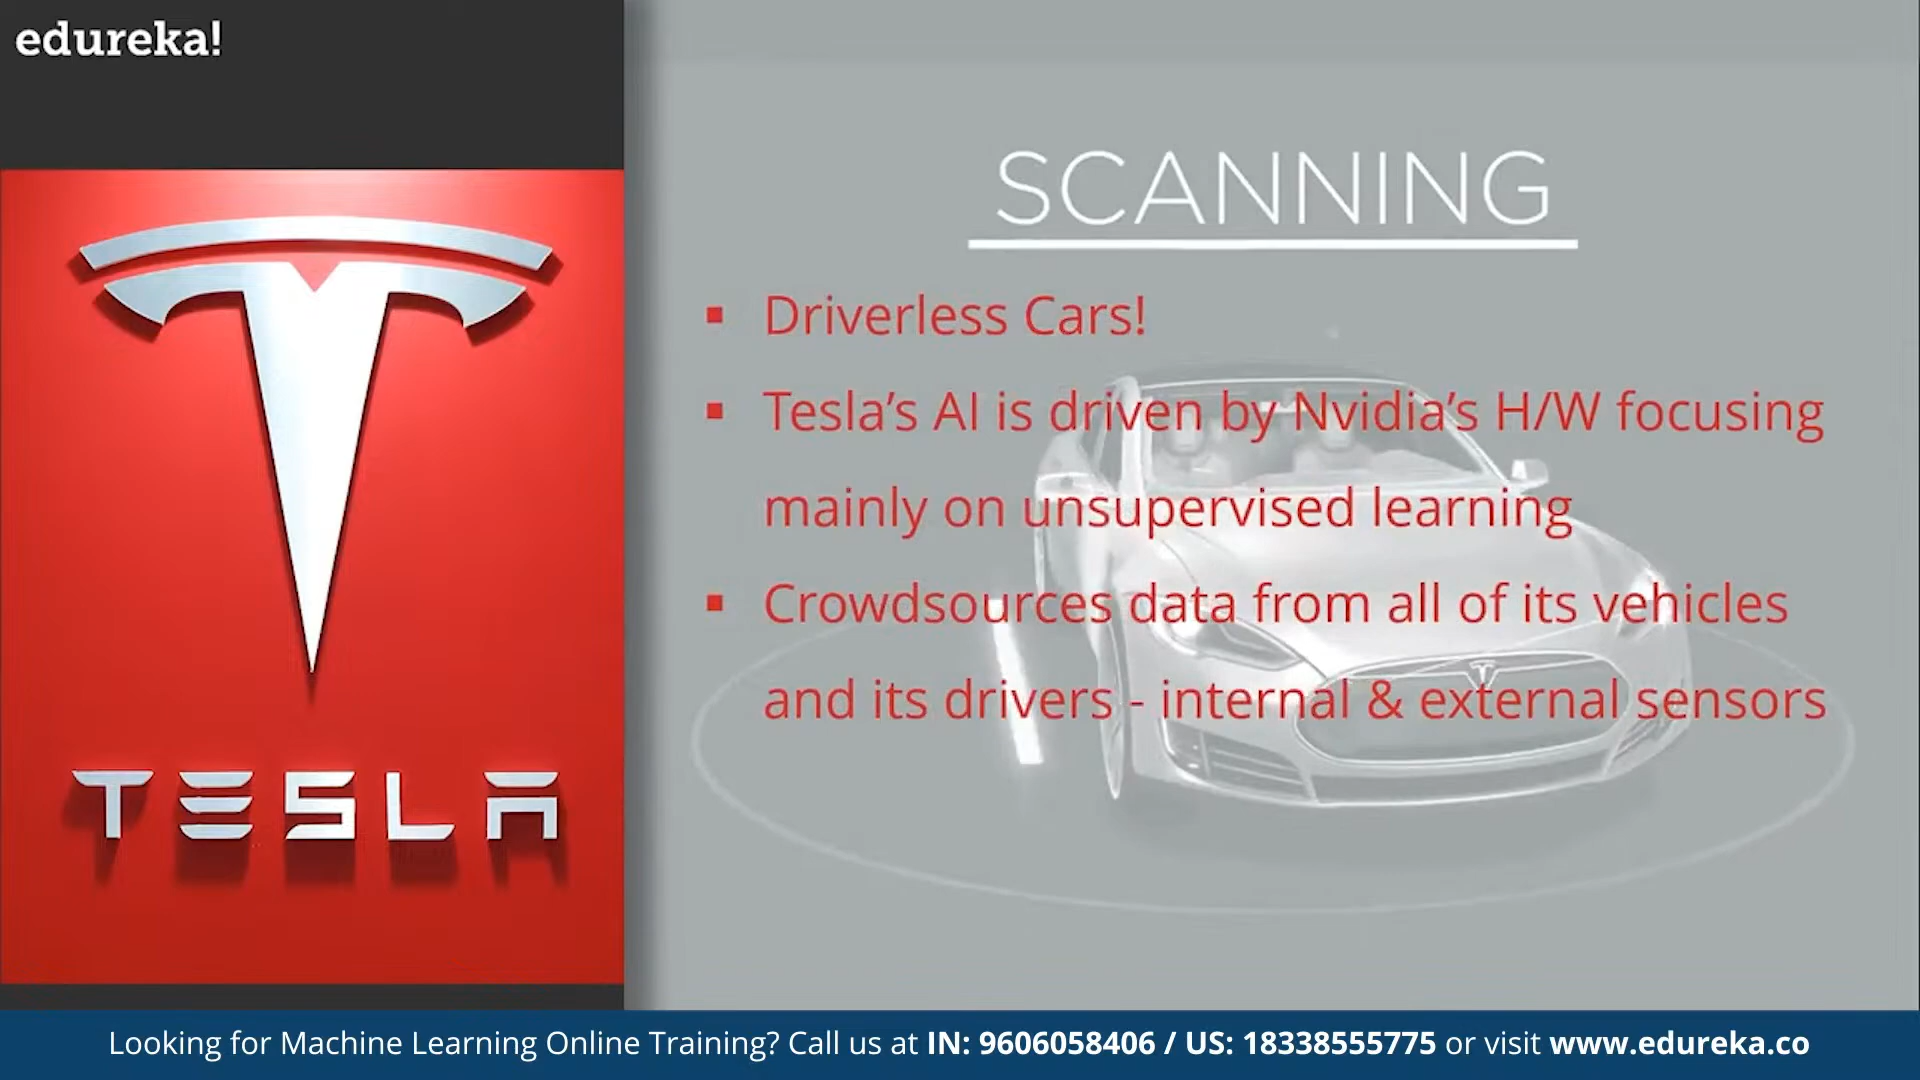 edureka!
TESLA
SCANNING
▪ Driverless Cars!
▪ Tesla’s AI is driven by Nvidia’s H/W focusing
mainly on unsupervised learning
▪ Crowdsources data from all of its vehicles
and its drivers - internal & external sensors
Looking for Machine Learning Online Training? Call us at IN: 9606058406 / US: 18338555775 or visit www.edureka.co